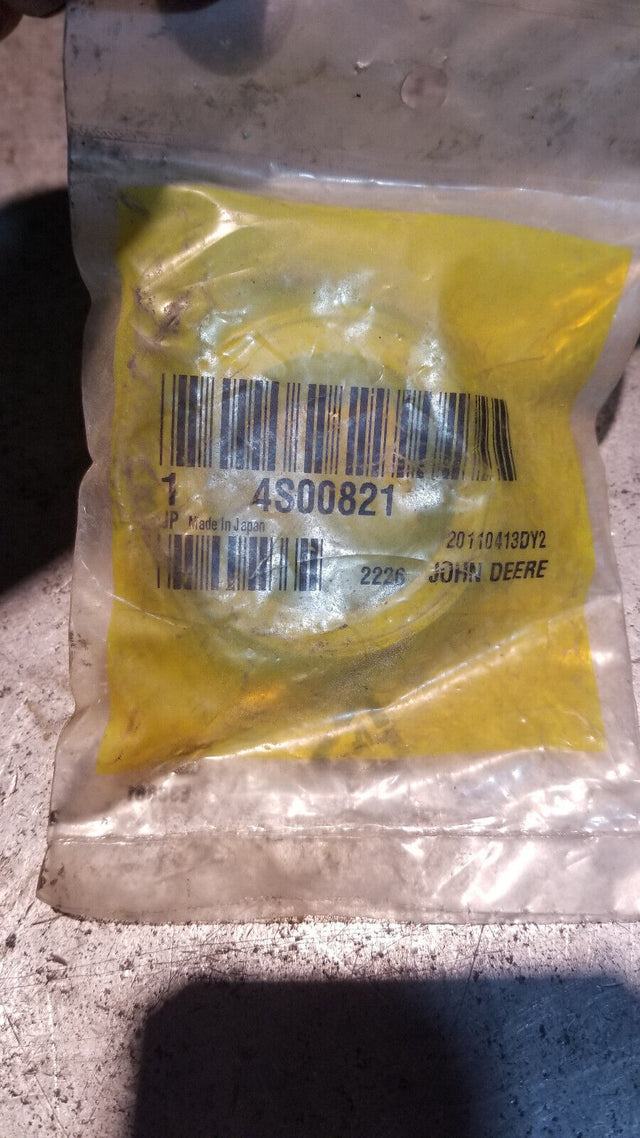 1 4S00821
JP Made In Japan
20110413DY2
2226 JOHN DEERE